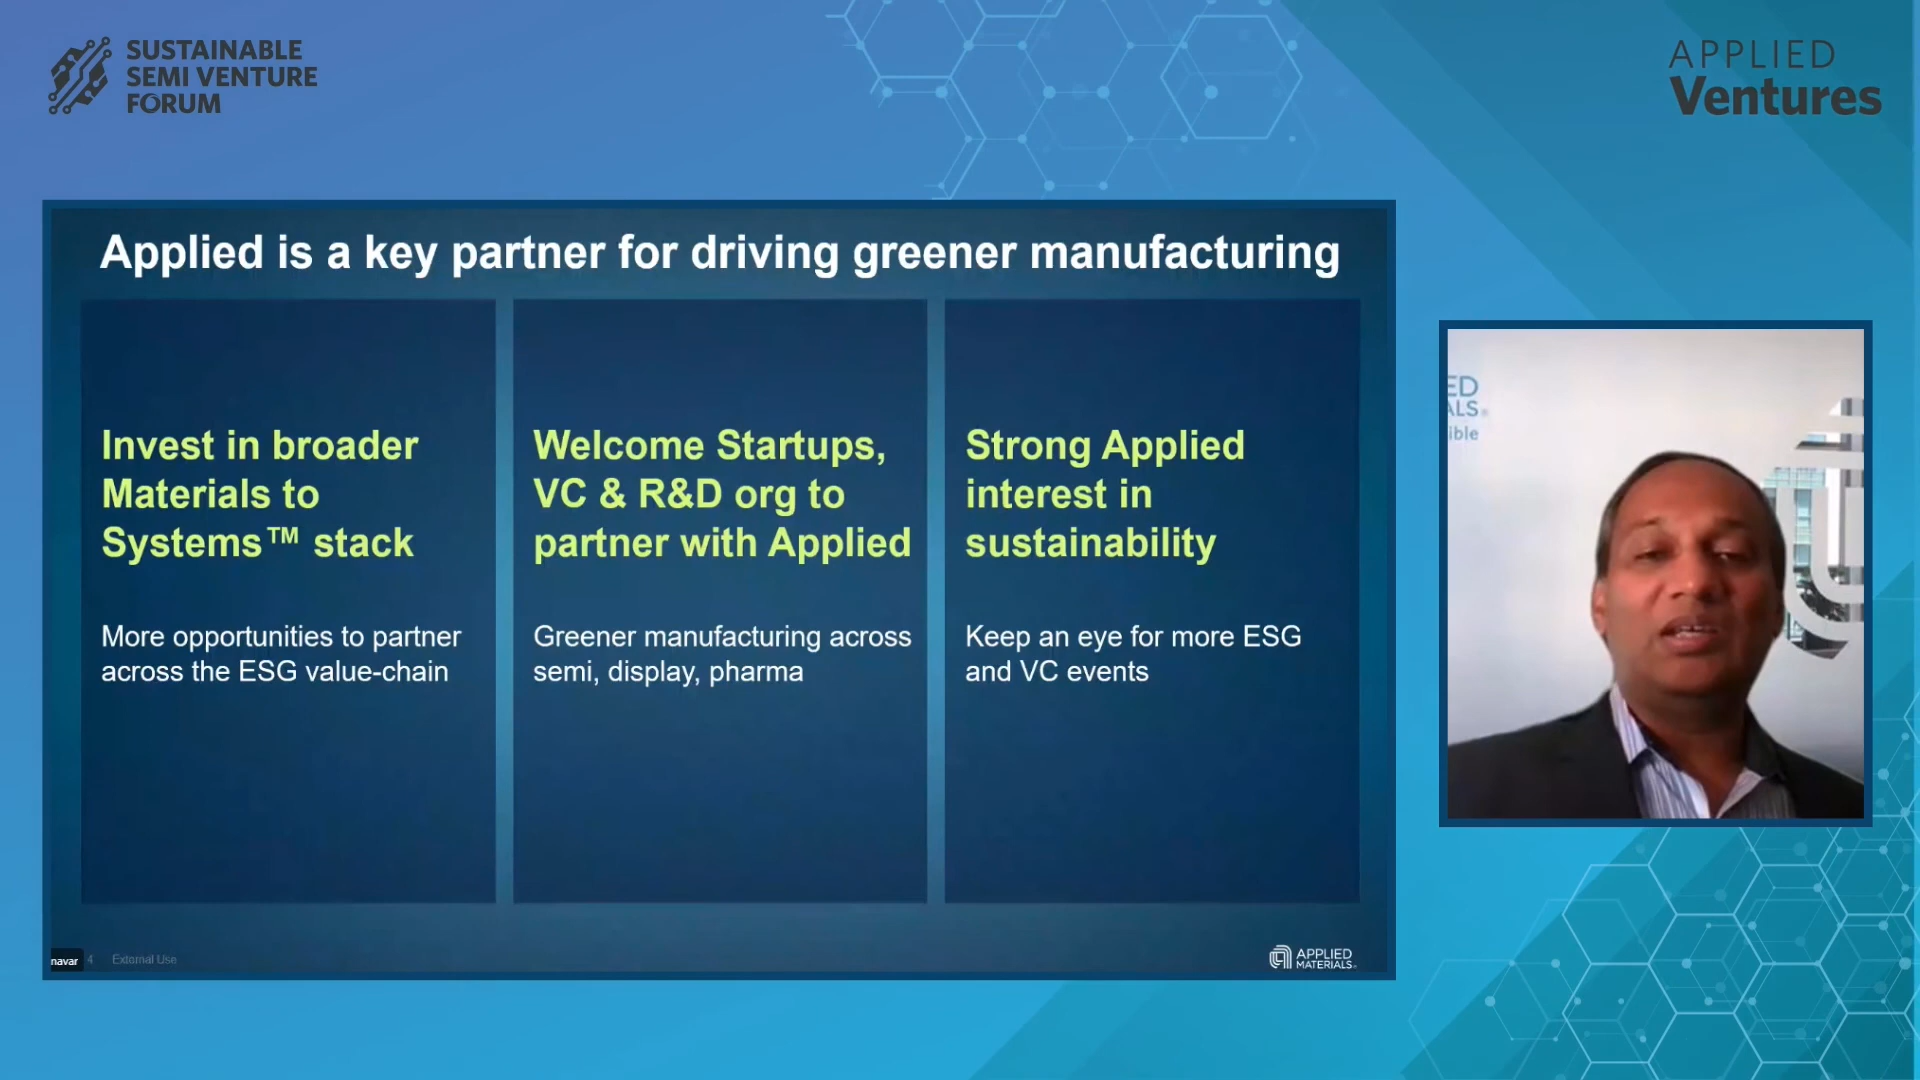 SUSTAINABLE
SEMI VENTURE
FORUM
APPLIED
Ventures
Applied is a key partner for driving greener manufacturing
Invest in broader
Materials to
Systems™ stack
More opportunities to partner
across the ESG value-chain
Welcome Startups,
VC & R&D org to
partner with Applied
Greener manufacturing across
semi, display, pharma
Strong Applied
interest in
sustainability
Keep an eye for more ESG
and VC events
navar
4 External Use
APPLIED
MATERIALS®
ED
ALS®
ible